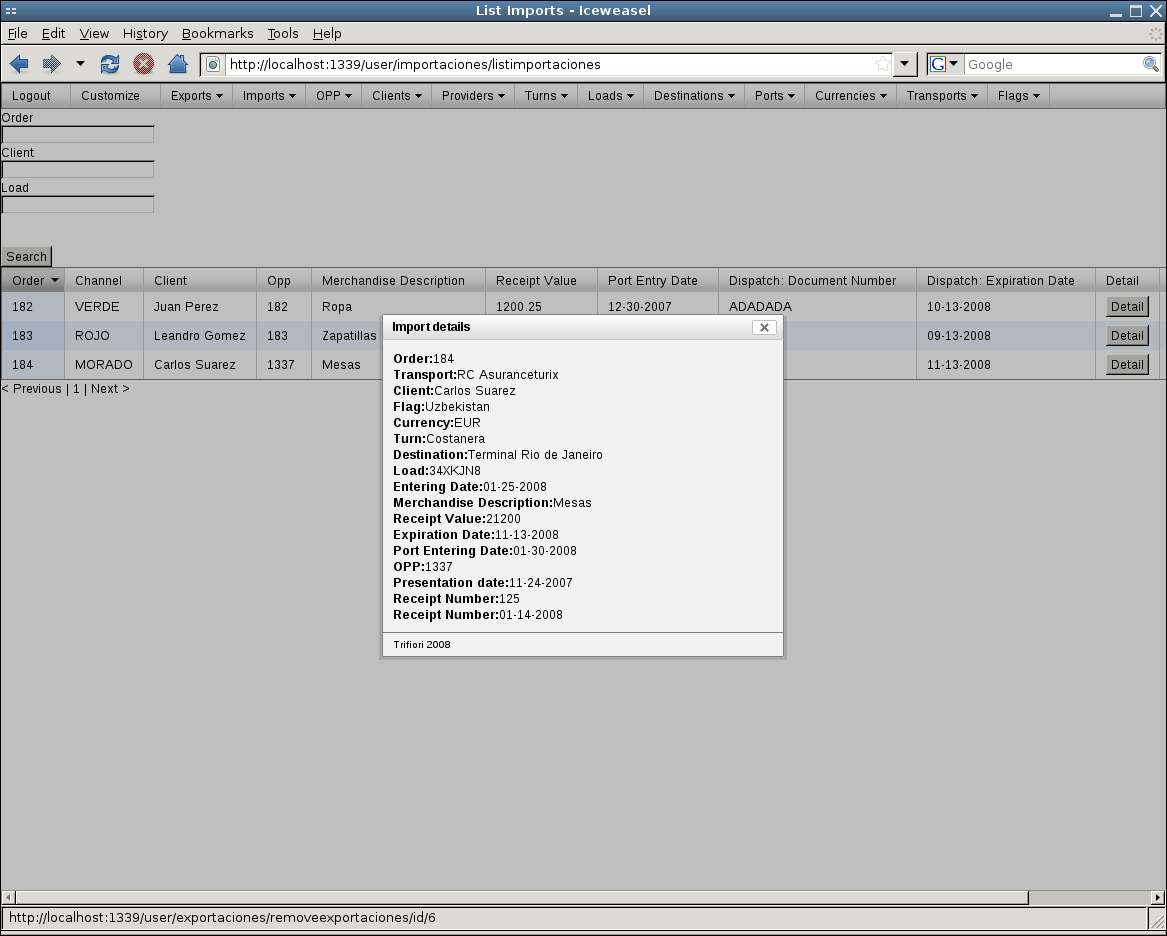 List Imports - Iceweasel
File Edit View History Bookmarks Tools Help
http://localhost:1339/user/importaciones/listimportaciones G Google
Logout Customize Exports Imports OPP Clients Providers Turns Loads Destinations Ports Currencies Transports Flags
Order
Client
Load
Search
Order Channel Client Opp Merchandise Description Receipt Value Port Entry Date Dispatch: Document Number Dispatch: Expiration Date Detail
182 VERDE Juan Perez 182 Ropa 1200.25 12-30-2007 ADADADA 10-13-2008 Detail
183 ROJO Leandro Gomez 183 Zapatillas 09-13-2008 Detail
184 MORADO Carlos Suarez 1337 Mesas 11-13-2008 Detail
< Previous | 1 | Next >
Import details
Order:184
Transport:RC Asuranceturix
Client:Carlos Suarez
Flag:Uzbekistan
Currency:EUR
Turn:Costanera
Destination:Terminal Rio de Janeiro
Load:34XKJN8
Entering Date:01-25-2008
Merchandise Description:Mesas
Receipt Value:21200
Expiration Date:11-13-2008
Port Entering Date:01-30-2008
OPP:1337
Presentation date:11-24-2007
Receipt Number:125
Receipt Number:01-14-2008
Trifiori 2008
http://localhost:1339/user/exportaciones/removeexportaciones/id/6